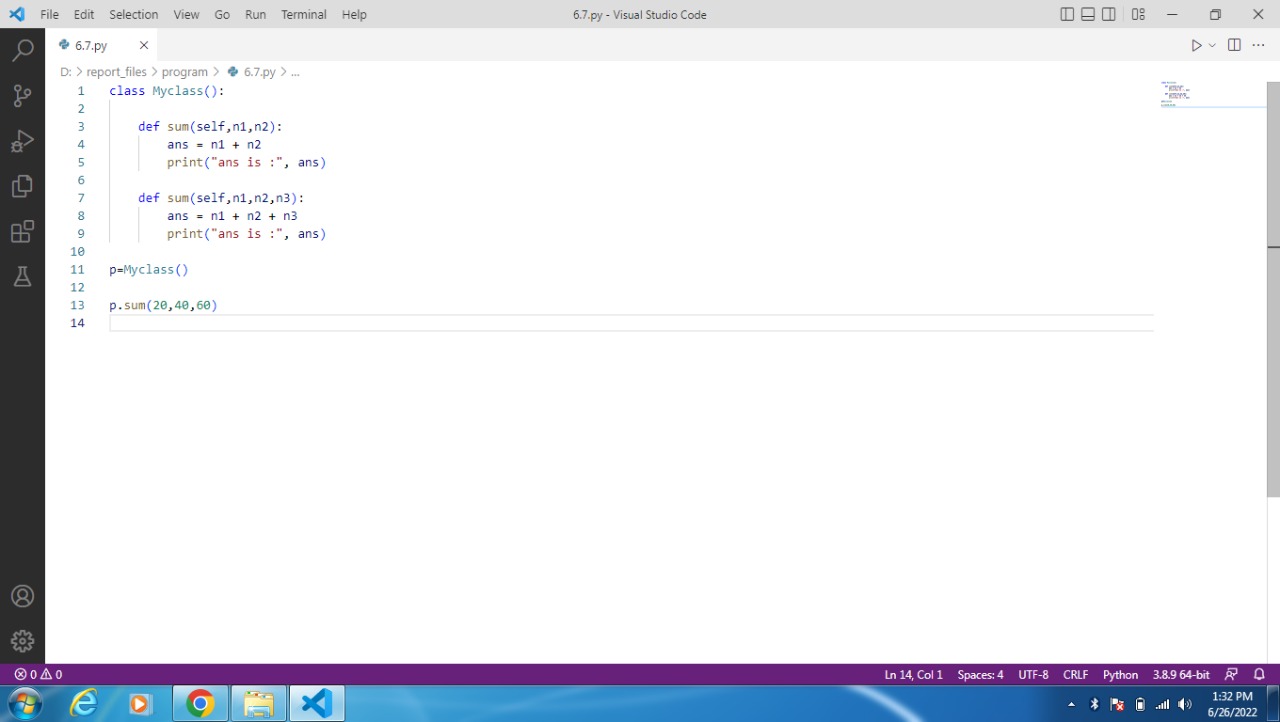 File Edit Selection View Go Run Terminal Help 6.7.py - Visual Studio Code
6.7.py
D: > report_files > program > 6.7.py > ...
1 class Myclass():
2
3     def sum(self,n1,n2):
4         ans = n1 + n2
5         print("ans is :", ans)
6
7     def sum(self,n1,n2,n3):
8         ans = n1 + n2 + n3
9         print("ans is :", ans)
10
11 p=Myclass()
12
13 p.sum(20,40,60)
14
0 0 Ln 14, Col 1 Spaces: 4 UTF-8 CRLF Python 3.8.9 64-bit
1:32 PM
6/26/2022